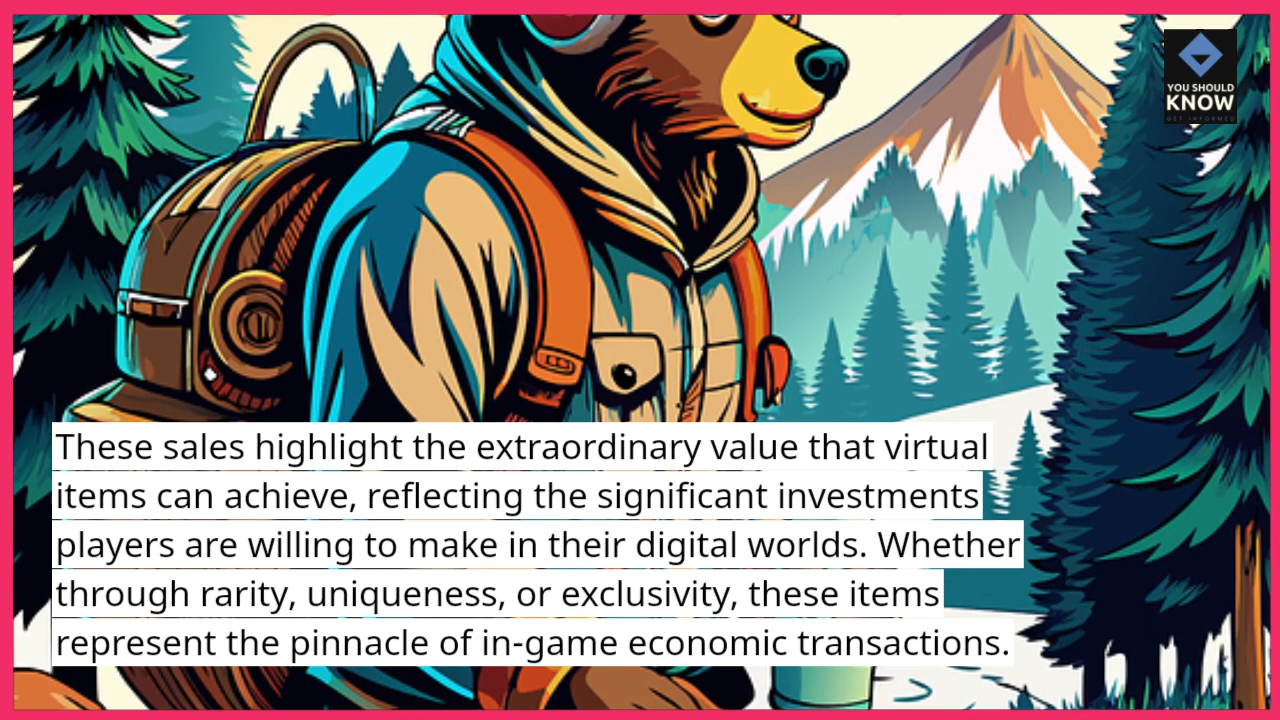 YOU SHOULD
KNOW
GET INFORMED
These sales highlight the extraordinary value that virtual
items can achieve, reflecting the significant investments
players are willing to make in their digital worlds. Whether
through rarity, uniqueness, or exclusivity, these items
represent the pinnacle of in-game economic transactions.